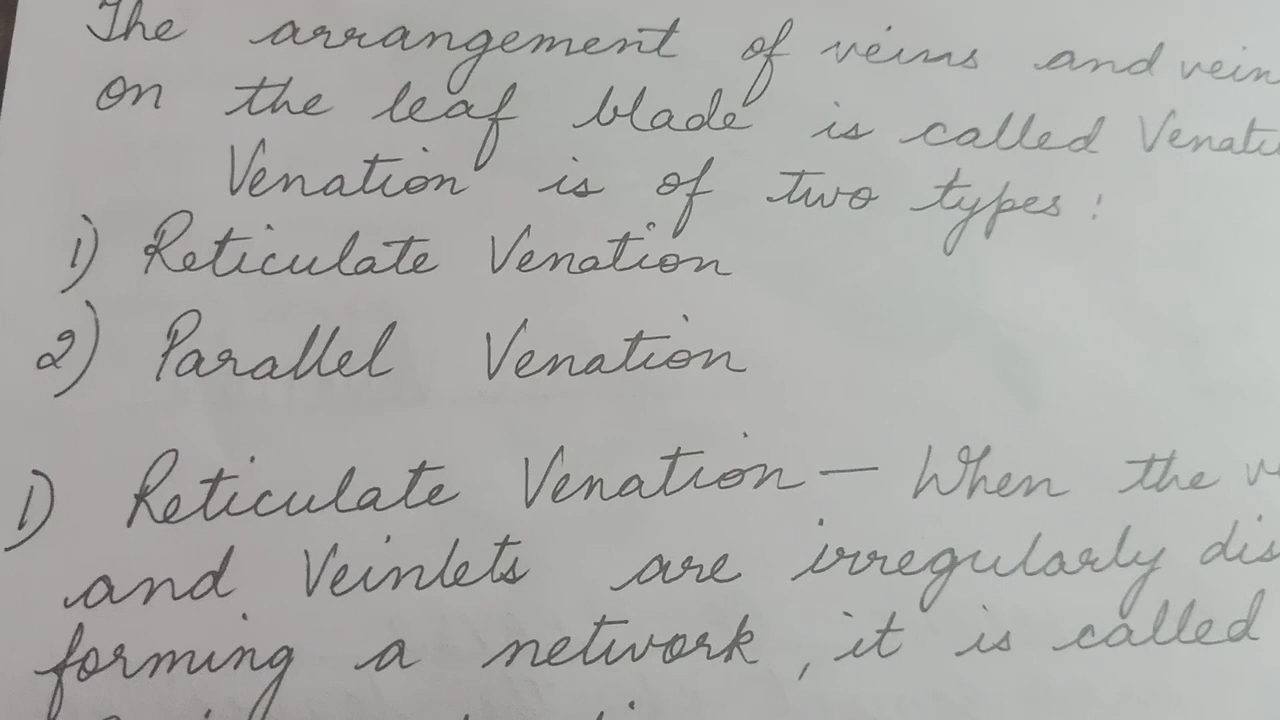 The arrangement of veins and vein
on the leaf blade is called Venati
Venation is of two types:
1) Reticulate Venation
2) Parallel Venation
1) Reticulate Venation — When the v
and Veinlets are irregularly dis
forming a network, it is called